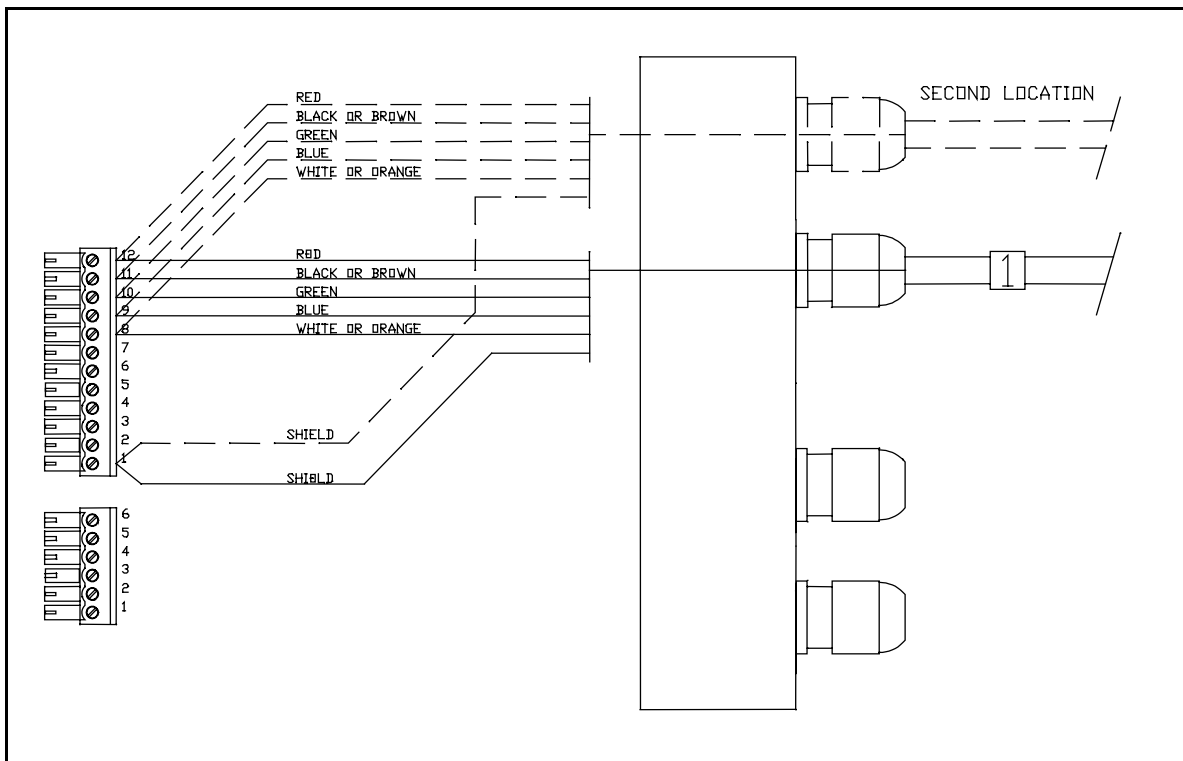 SECOND LOCATION
RED
BLACK OR BROWN
GREEN
BLUE
WHITE OR ORANGE
12
RED
11
BLACK OR BROWN
10
GREEN
9
BLUE
8
WHITE OR ORANGE
1
7
6
5
4
3
2
SHIELD
1
SHIELD
6
5
4
3
2
1